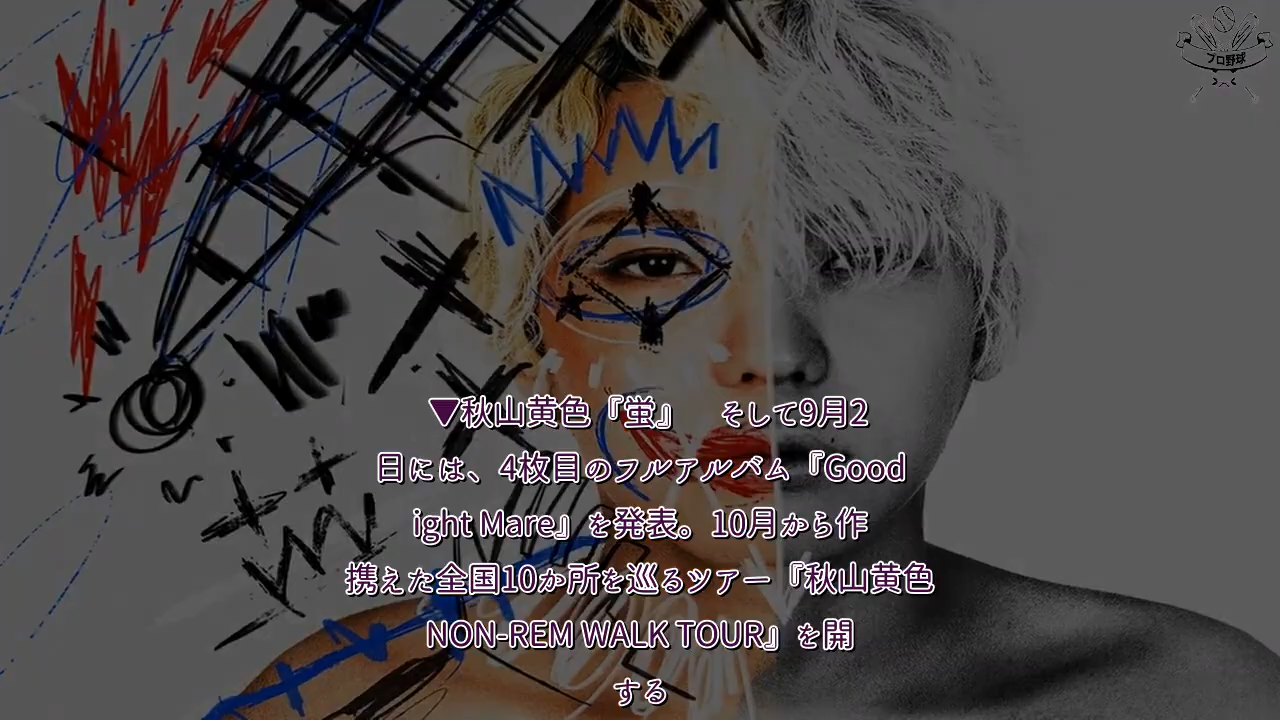 プロ野球
▼秋山黄色『蛍』　そして9月2
日には、4枚目のフルアルバム『Good
ight Mare』を発表。10月から作
携えた全国10か所を巡るツアー『秋山黄色
NON-REM WALK TOUR』を開
する